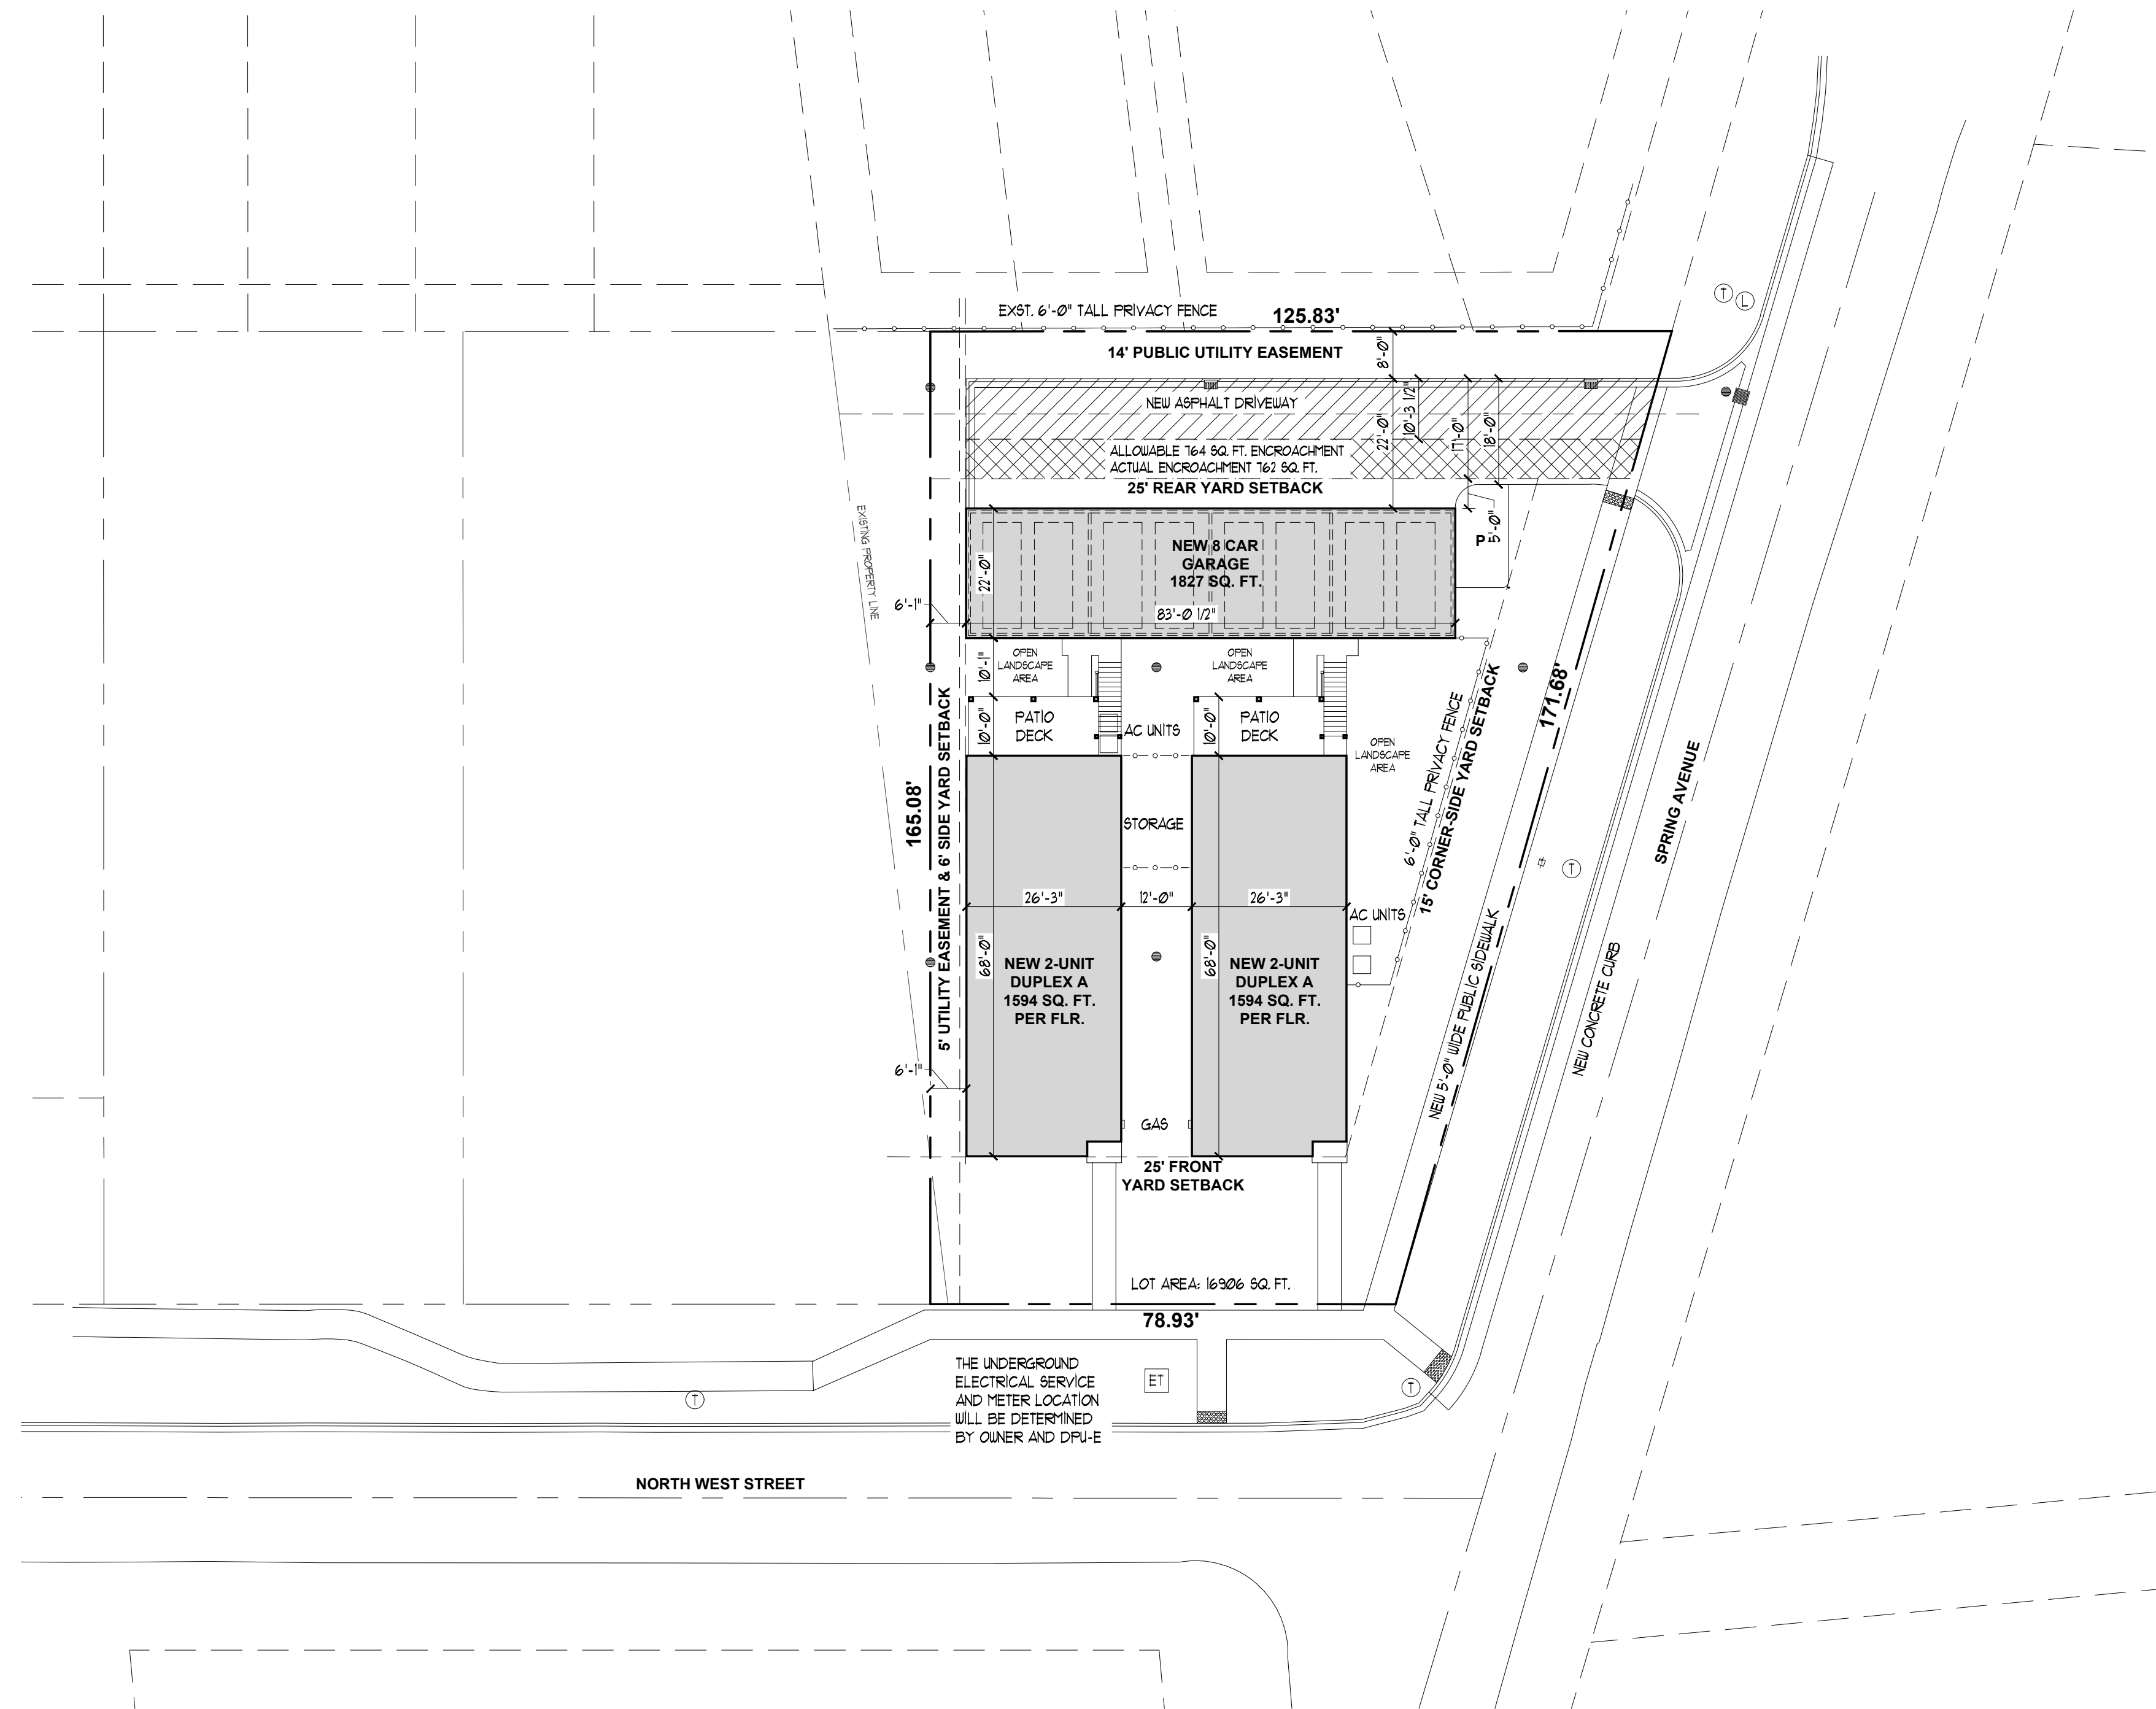 EXST. 6'-0" TALL PRIVACY FENCE
125.83'
14' PUBLIC UTILITY EASEMENT
8'-0"
NEW ASPHALT DRIVEWAY
22'-0"
10'-3 1/2"
17'-0"
18'-0"
ALLOWABLE 764 SQ. FT. ENCROACHMENT
ACTUAL ENCROACHMENT 762 SQ. FT.
25' REAR YARD SETBACK
EXISTING PROPERTY LINE
NEW 8 CAR
GARAGE
1827 SQ. FT.
22'-0"
83'-0 1/2"
P
5'-0"
6'-1"
10'-1"
OPEN
LANDSCAPE
AREA
OPEN
LANDSCAPE
AREA
10'-0"
PATIO
DECK
AC UNITS
10'-0"
PATIO
DECK
OPEN
LANDSCAPE
AREA
6'-0" TALL PRIVACY FENCE
15' CORNER-SIDE YARD SETBACK
171.68'
SPRING AVENUE
165.08'
5' UTILITY EASEMENT & 6' SIDE YARD SETBACK
STORAGE
26'-3"
12'-0"
26'-3"
AC UNITS
68'-0"
NEW 2-UNIT
DUPLEX A
1594 SQ. FT.
PER FLR.
68'-0"
NEW 2-UNIT
DUPLEX A
1594 SQ. FT.
PER FLR.
NEW 5'-0" WIDE PUBLIC SIDEWALK
NEW CONCRETE CURB
6'-1"
GAS
25' FRONT
YARD SETBACK
LOT AREA: 16906 SQ. FT.
78.93'
THE UNDERGROUND
ELECTRICAL SERVICE
AND METER LOCATION
WILL BE DETERMINED
BY OWNER AND DPU-E
ET
T
T
T
T
L
NORTH WEST STREET